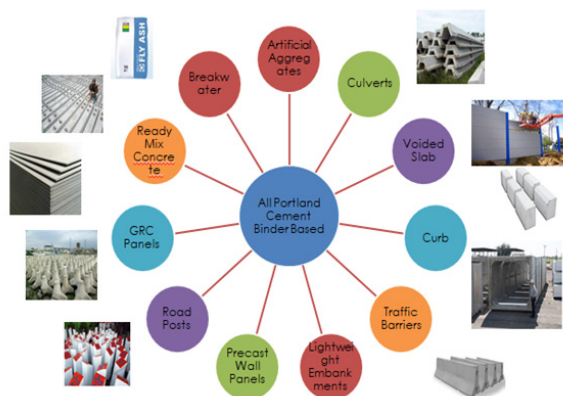 FLY ASH
Artificial
Aggreg
ates
Breakw
ater
Culverts
Ready
Mix
Concre
te
Voided
Slab
All Portland
Cement
Binder Based
GRC
Panels
Curb
Road
Posts
Traffic
Barriers
Precast
Wall
Panels
Lightwei
ght
Embank
ments